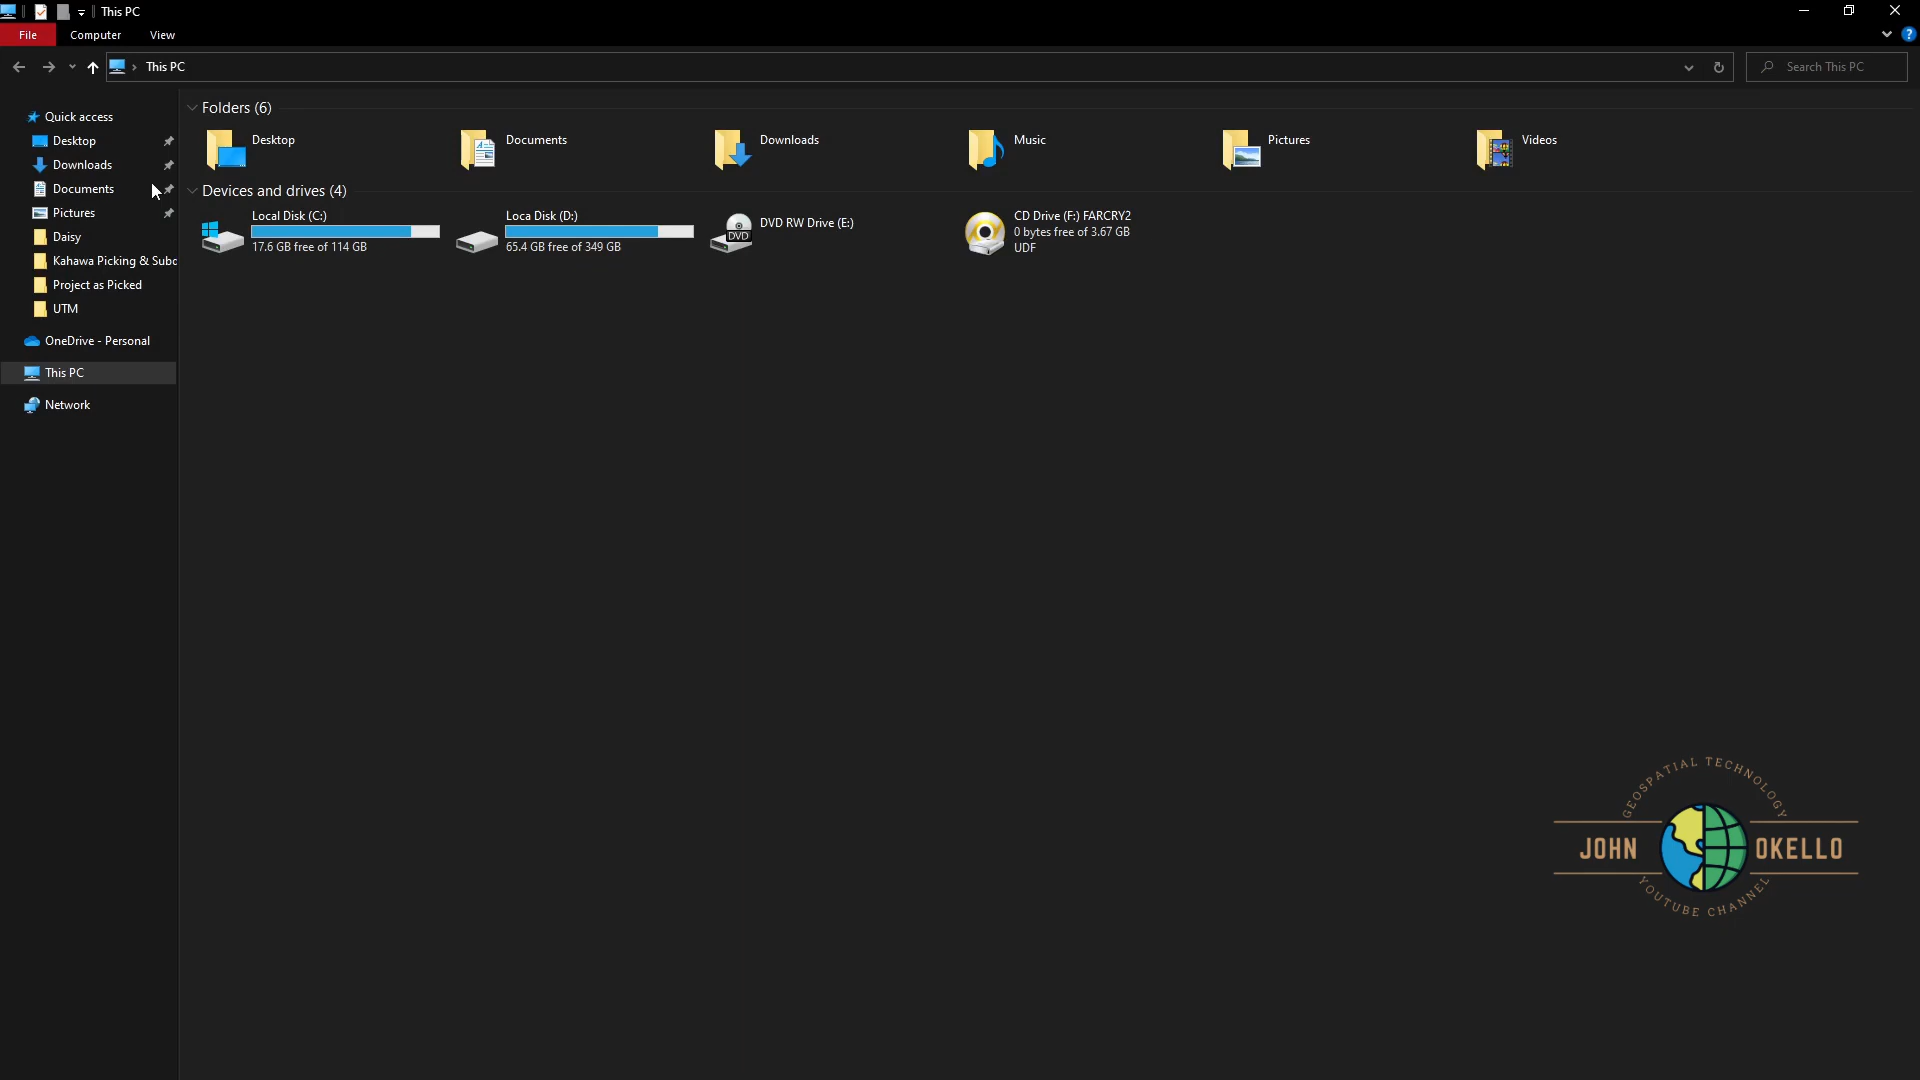 This PC
File Computer View
This PC
Search This PC
Quick access
Desktop
Downloads
Documents
Pictures
Daisy
Kahawa Picking & Subc
Project as Picked
UTM
OneDrive - Personal
This PC
Network
Folders (6)
Desktop
Documents
Downloads
Music
Pictures
Videos
Devices and drives (4)
Local Disk (C:)
17.6 GB free of 114 GB
Loca Disk (D:)
65.4 GB free of 349 GB
DVD
DVD RW Drive (E:)
CD Drive (F:) FARCRY2
0 bytes free of 3.67 GB
UDF
GEOSPATIAL TECHNOLOGY
JOHN OKELLO
YOUTUBE CHANNEL